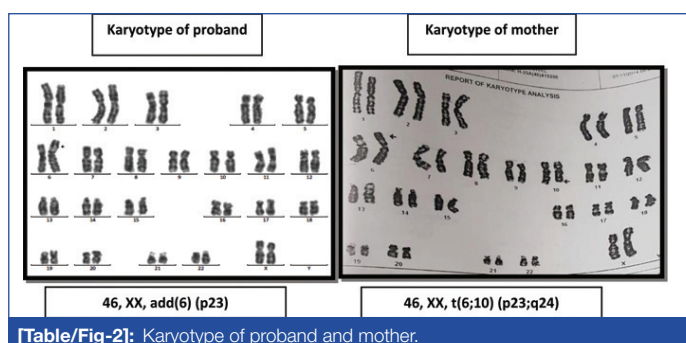 Karyotype of proband
Karyotype of mother
1 2 3 4 5
6 7 8 9 10 11 12
13 14 15 16 17 18
19 20 21 22 X Y
REPORT OF KARYOTYPE ANALYSIS
1 2 3 4 5
6 7 8 9 10 11 12
13 14 15 16 17 18
19 20 21 22 X
46, XX, add(6) (p23)
46, XX, t(6;10) (p23;q24)
[Table/Fig-2]: Karyotype of proband and mother.